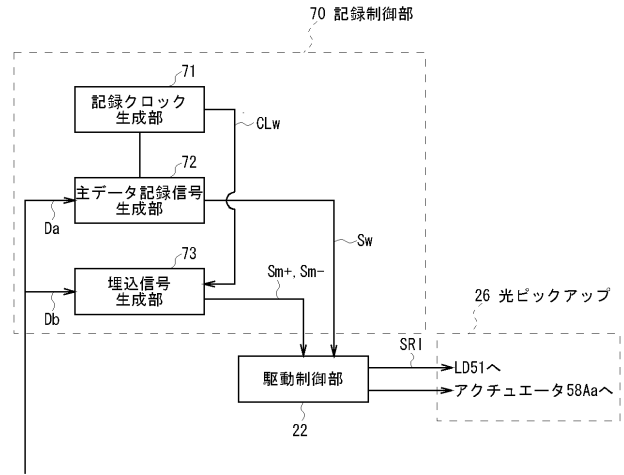 70 記録制御部
71
記録クロック
生成部
CLw
72
主データ記録信号
生成部
Da
Sw
73
埋込信号
生成部
Sm+, Sm-
Db
26 光ピックアップ
SRI
LD51へ
駆動制御部
アクチュエータ58Aaへ
22